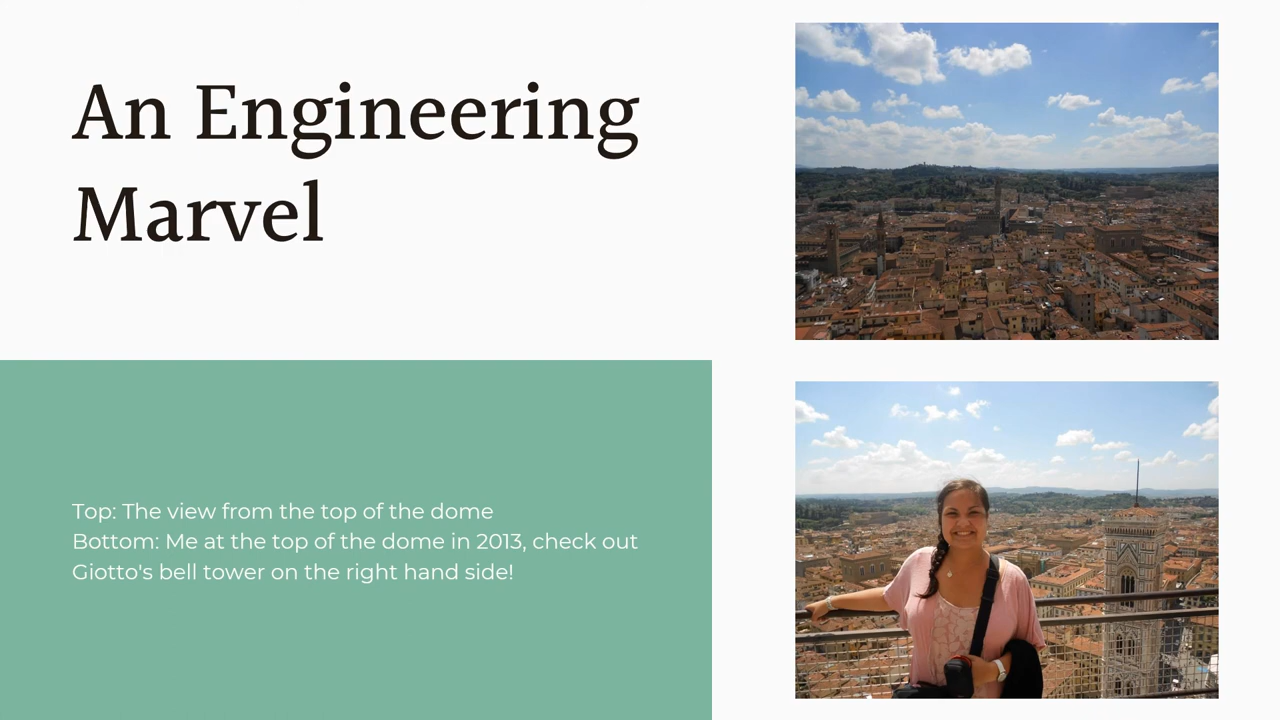 An Engineering
Marvel
Top: The view from the top of the dome
Bottom: Me at the top of the dome in 2013, check out
Giotto's bell tower on the right hand side!